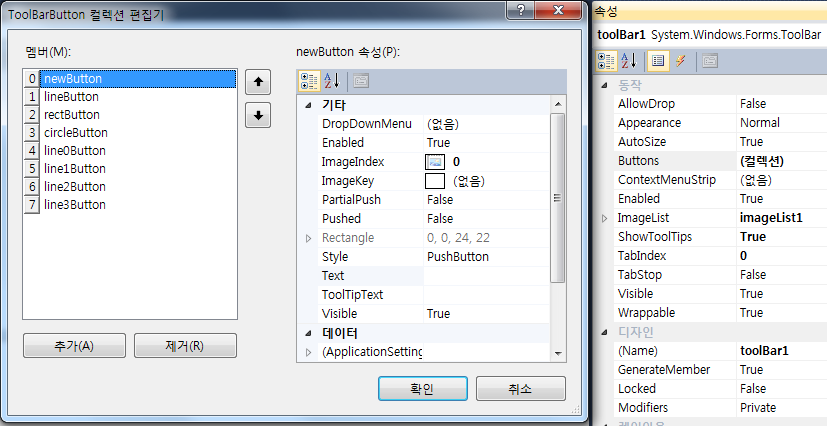 ToolBarButton 컬렉션 편집기
멤버(M):
0 newButton
1 lineButton
2 rectButton
3 circleButton
4 line0Button
5 line1Button
6 line2Button
7 line3Button
추가(A)
제거(R)
newButton 속성(P):
기타
DropDownMenu (없음)
Enabled True
ImageIndex 0
ImageKey (없음)
PartialPush False
Pushed False
Rectangle 0, 0, 24, 22
Style PushButton
Text
ToolTipText
Visible True
데이터
(ApplicationSetting
확인
취소
속성
toolBar1 System.Windows.Forms.ToolBar
동작
AllowDrop False
Appearance Normal
AutoSize True
Buttons (컬렉션)
ContextMenuStrip (없음)
Enabled True
ImageList imageList1
ShowToolTips True
TabIndex 0
TabStop False
Visible True
Wrappable True
디자인
(Name) toolBar1
GenerateMember True
Locked False
Modifiers Private